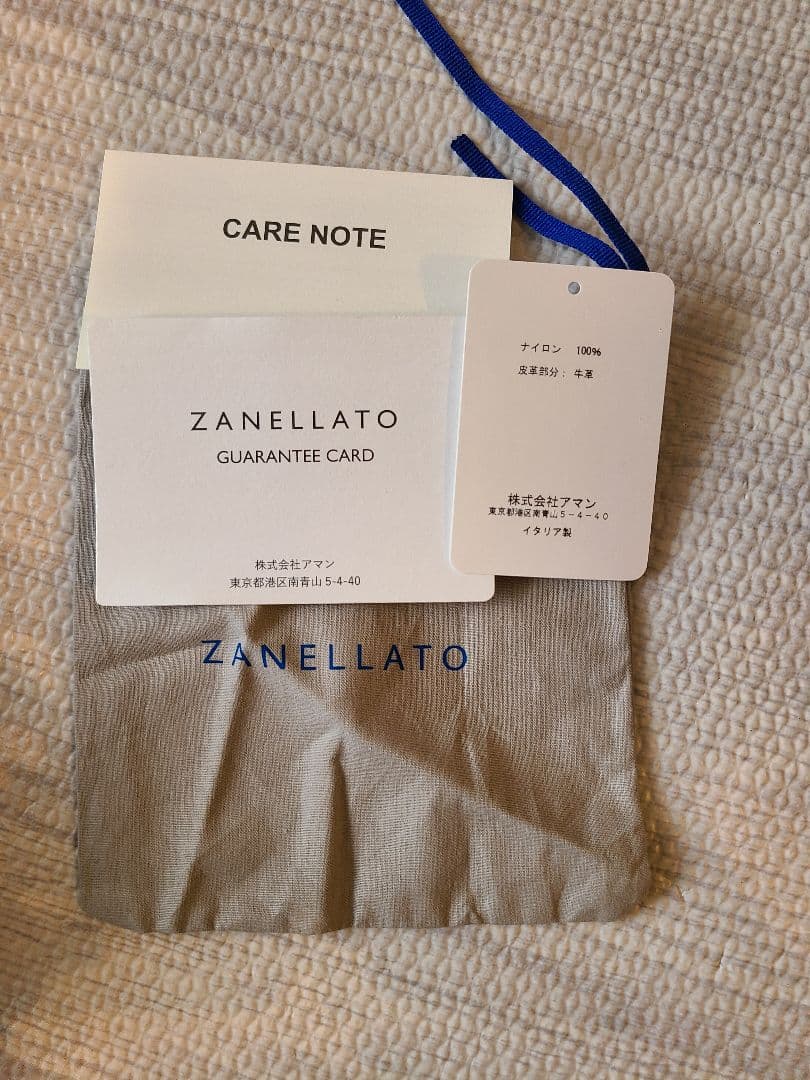 CARE NOTE
ZANELLATO
GUARANTEE CARD
株式会社アマン
東京都港区南青山 5-4-40
ナイロン 100%
皮革部分： 牛革
株式会社アマン
東京都港区南青山５－４－４０
イタリア製
ZANELLATO